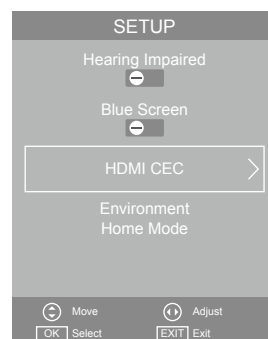 SETUP
Hearing Impaired
Blue Screen
HDMI CEC
Environment
Home Mode
Move Adjust
OK Select EXIT Exit